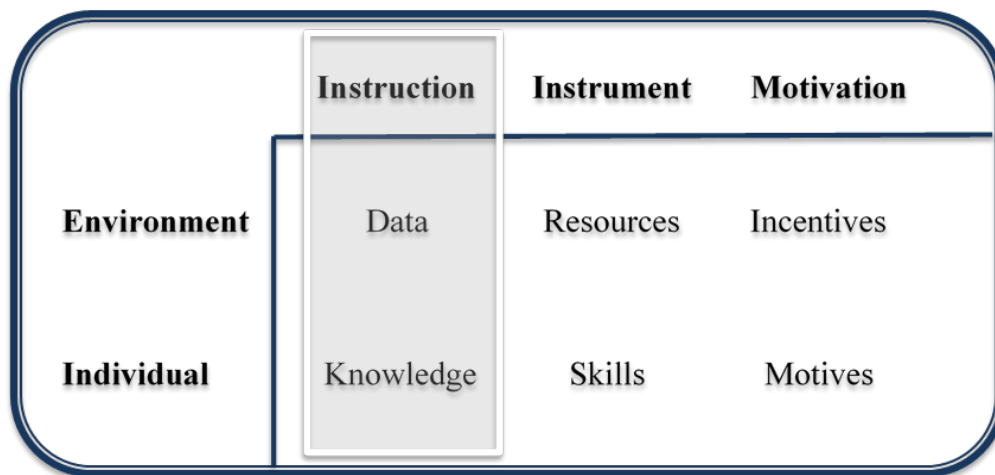 Instruction Instrument Motivation
Environment Data Resources Incentives
Individual Knowledge Skills Motives